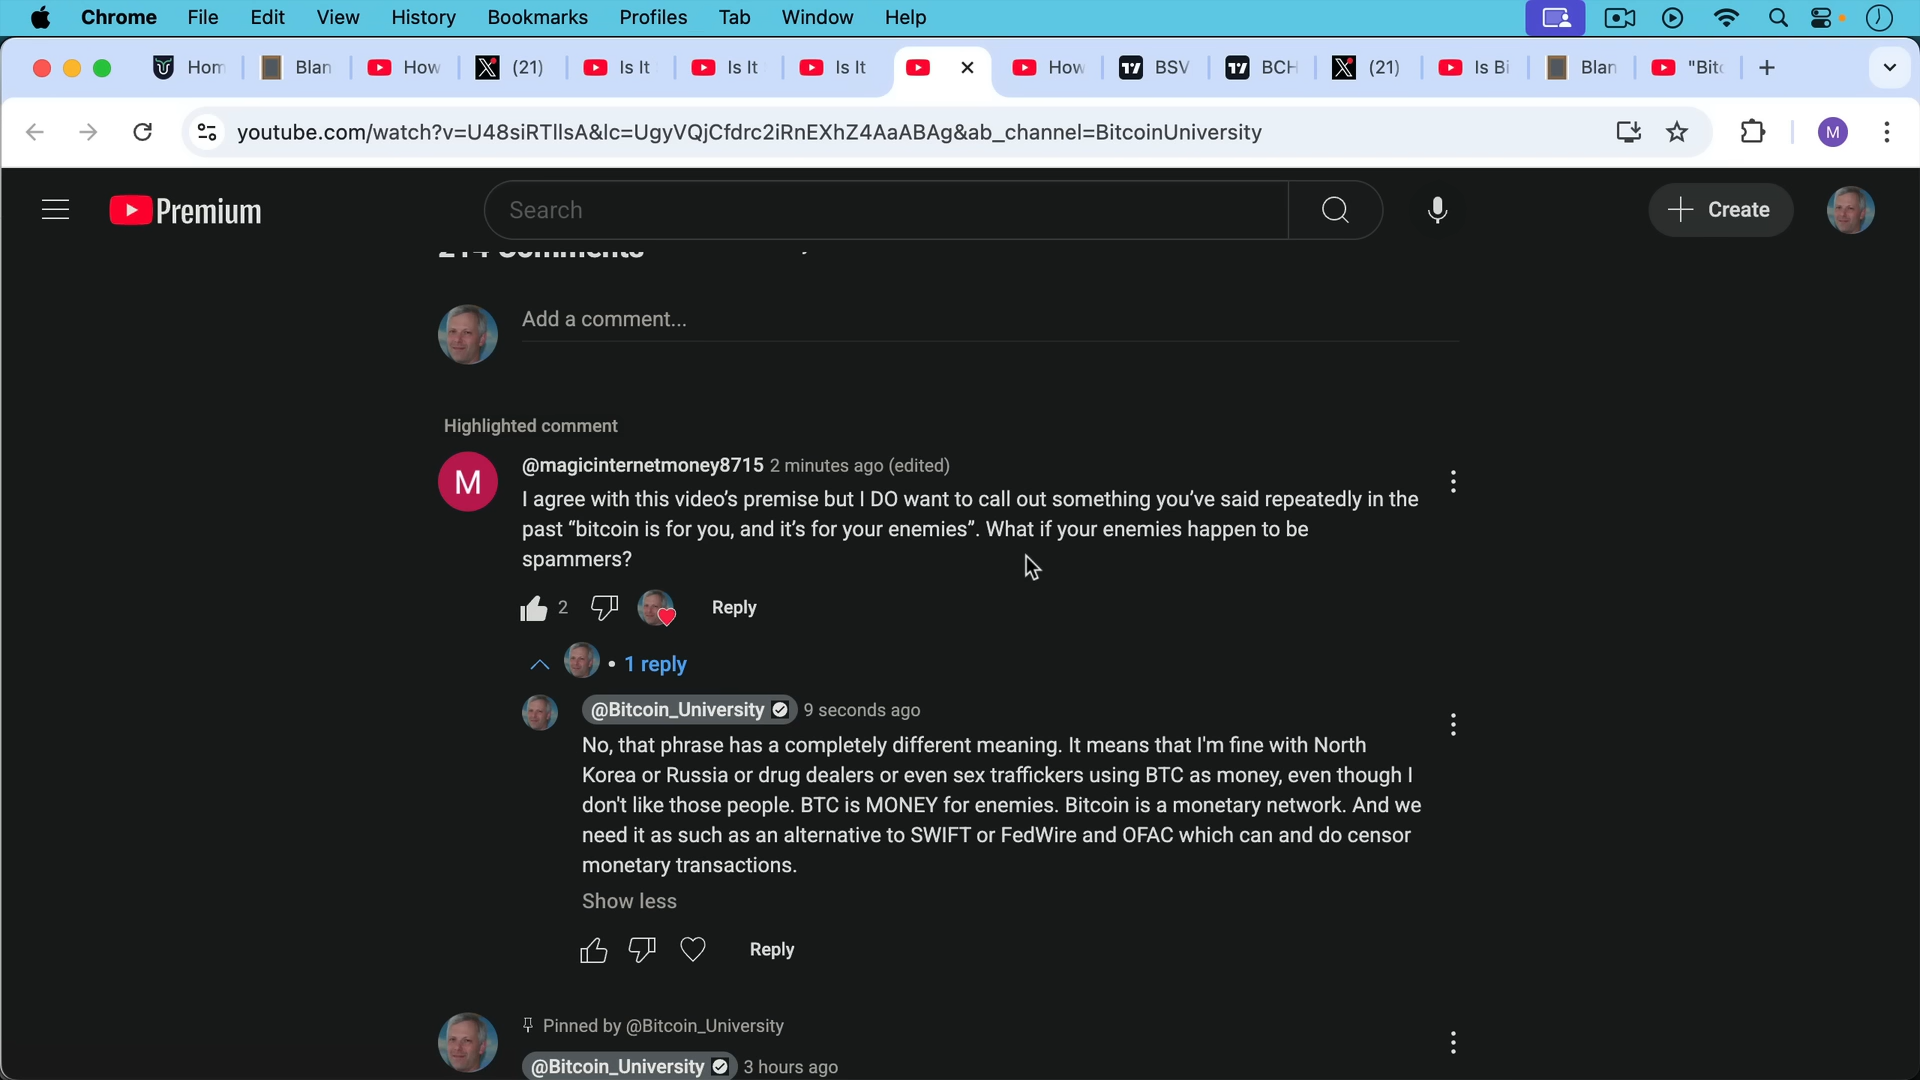 Chrome File Edit View History Bookmarks Profiles Tab Window Help
Hom Blan How (21) Is It Is It Is It How BSV BCH (21) Is Bi Blan "Bitc
youtube.com/watch?v=U48siRTllsA&lc=UgyVQjCfdrc2iRnEXhZ4AaABAg&ab_channel=BitcoinUniversity
M
Premium
Search
Create
214 Comments
Add a comment...
Highlighted comment
M
@magicinternetmoney8715 2 minutes ago (edited)
I agree with this video's premise but I DO want to call out something you've said repeatedly in the
past “bitcoin is for you, and it's for your enemies”. What if your enemies happen to be
spammers?
2 Reply
• 1 reply
@Bitcoin_University 9 seconds ago
No, that phrase has a completely different meaning. It means that I'm fine with North
Korea or Russia or drug dealers or even sex traffickers using BTC as money, even though I
don't like those people. BTC is MONEY for enemies. Bitcoin is a monetary network. And we
need it as such as an alternative to SWIFT or FedWire and OFAC which can and do censor
monetary transactions.
Show less
Reply
Pinned by @Bitcoin_University
@Bitcoin_University 3 hours ago